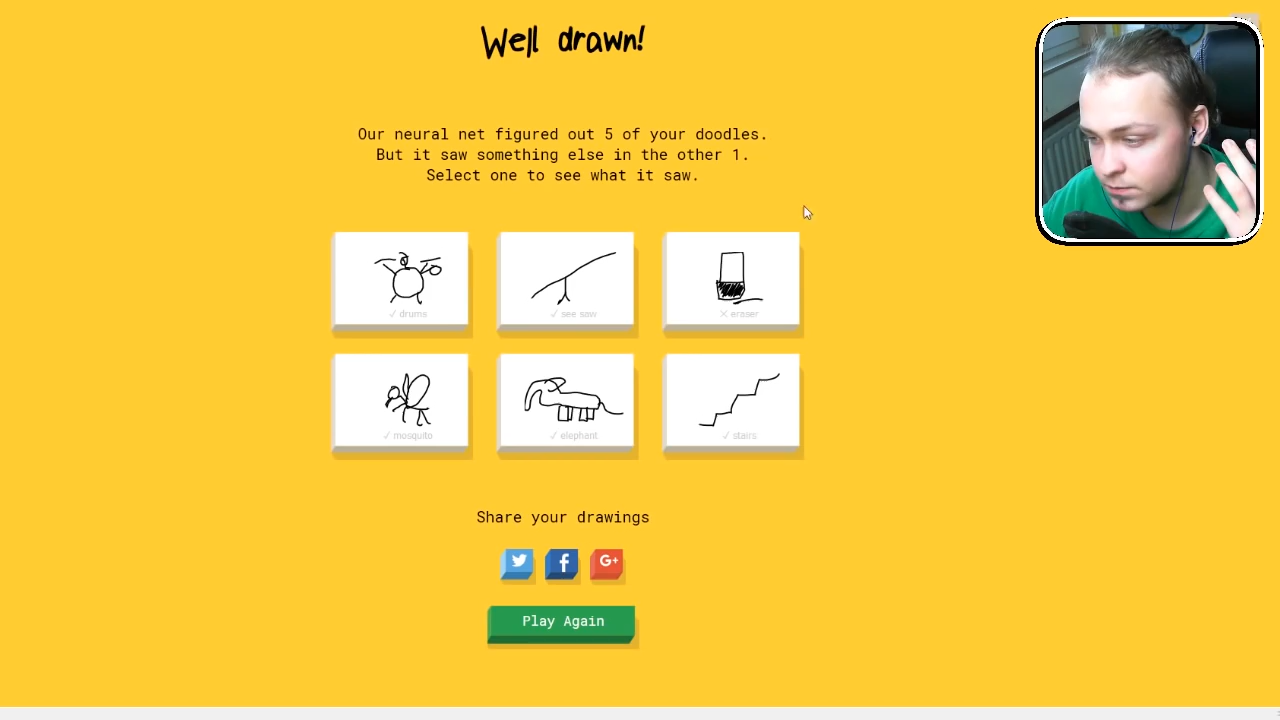 Well drawn!
Our neural net figured out 5 of your doodles.
But it saw something else in the other 1.
Select one to see what it saw.
✓ drums
✓ see saw
✕ eraser
✓ mosquito
✓ elephant
✓ stairs
Share your drawings
G+
Play Again